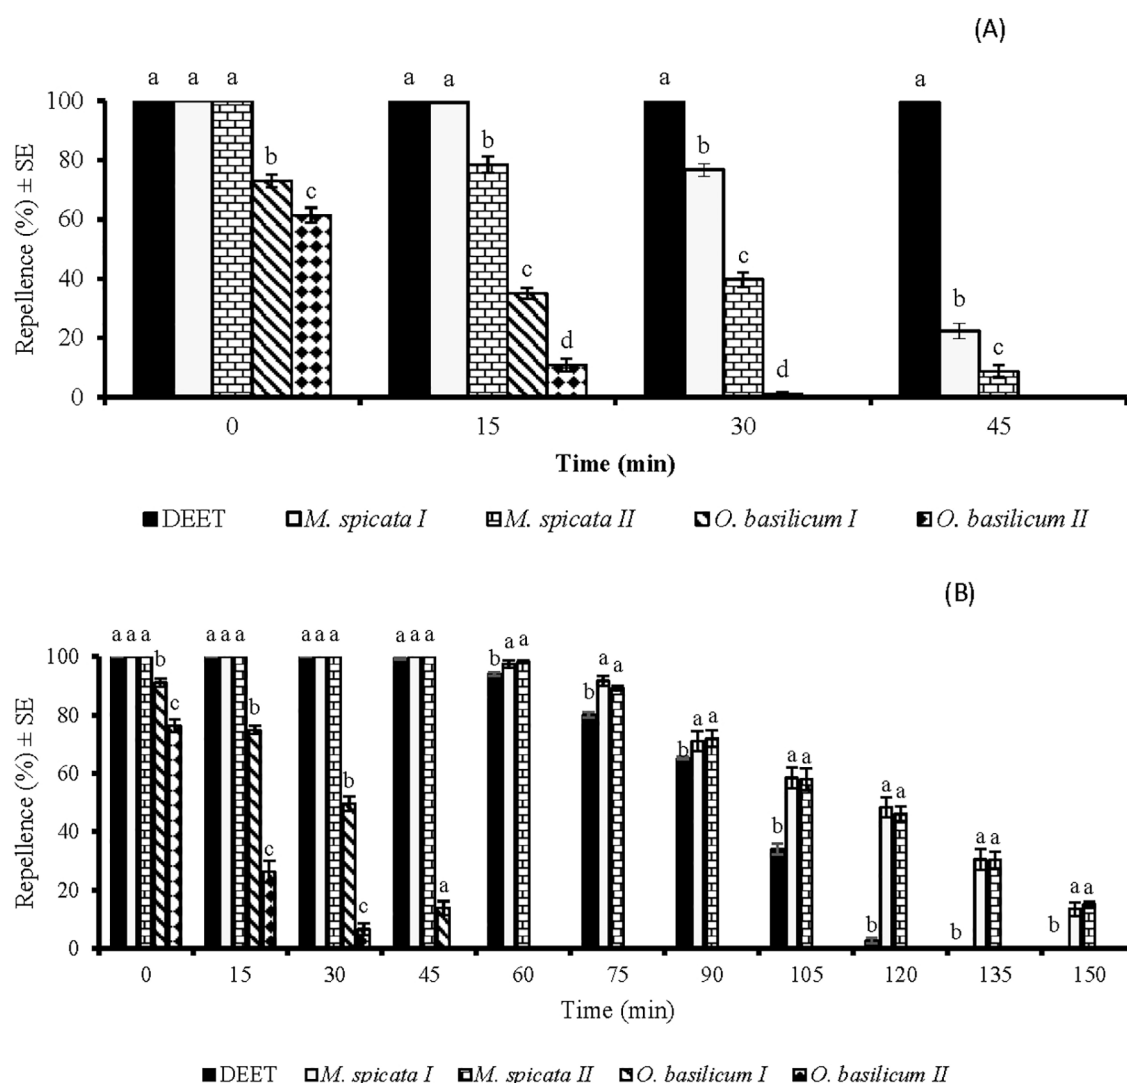 (A)
a a a a a a a
100
80
60
40
20
0
b c b c d b c d b c
Repellence (%) ± SE
0 15 30 45
Time (min)
DEET M. spicata I M. spicata II O. basilicum I O. basilicum II
(B)
a a a a a a a a a a a a
100
80
60
40
20
0
b c b c b c a b a a b a a b a a b a a b a a b a a b a a
Repellence (%) ± SE
0 15 30 45 60 75 90 105 120 135 150
Time (min)
DEET M. spicata I M. spicata II O. basilicum I O. basilicum II